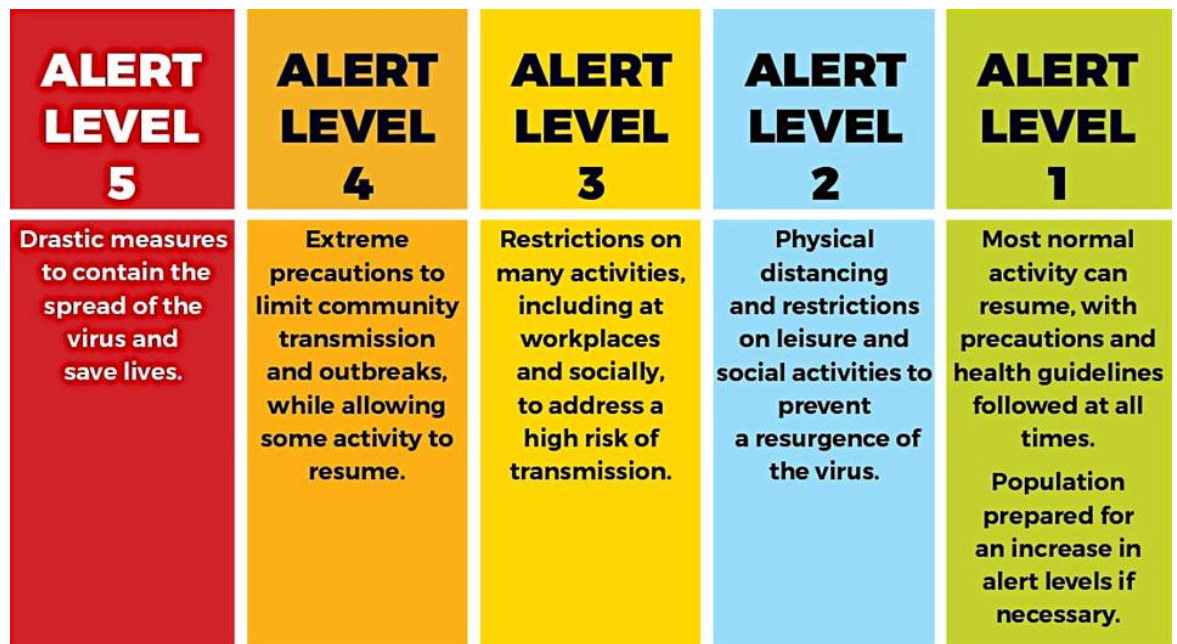 ALERT
LEVEL
5
Drastic measures
to contain the
spread of the
virus and
save lives.
ALERT
LEVEL
4
Extreme
precautions to
limit community
transmission
and outbreaks,
while allowing
some activity to
resume.
ALERT
LEVEL
3
Restrictions on
many activities,
including at
workplaces
and socially,
to address a
high risk of
transmission.
ALERT
LEVEL
2
Physical
distancing
and restrictions
on leisure and
social activities to
prevent
a resurgence of
the virus.
ALERT
LEVEL
1
Most normal
activity can
resume, with
precautions and
health guidelines
followed at all
times.
Population
prepared for
an increase in
alert levels if
necessary.